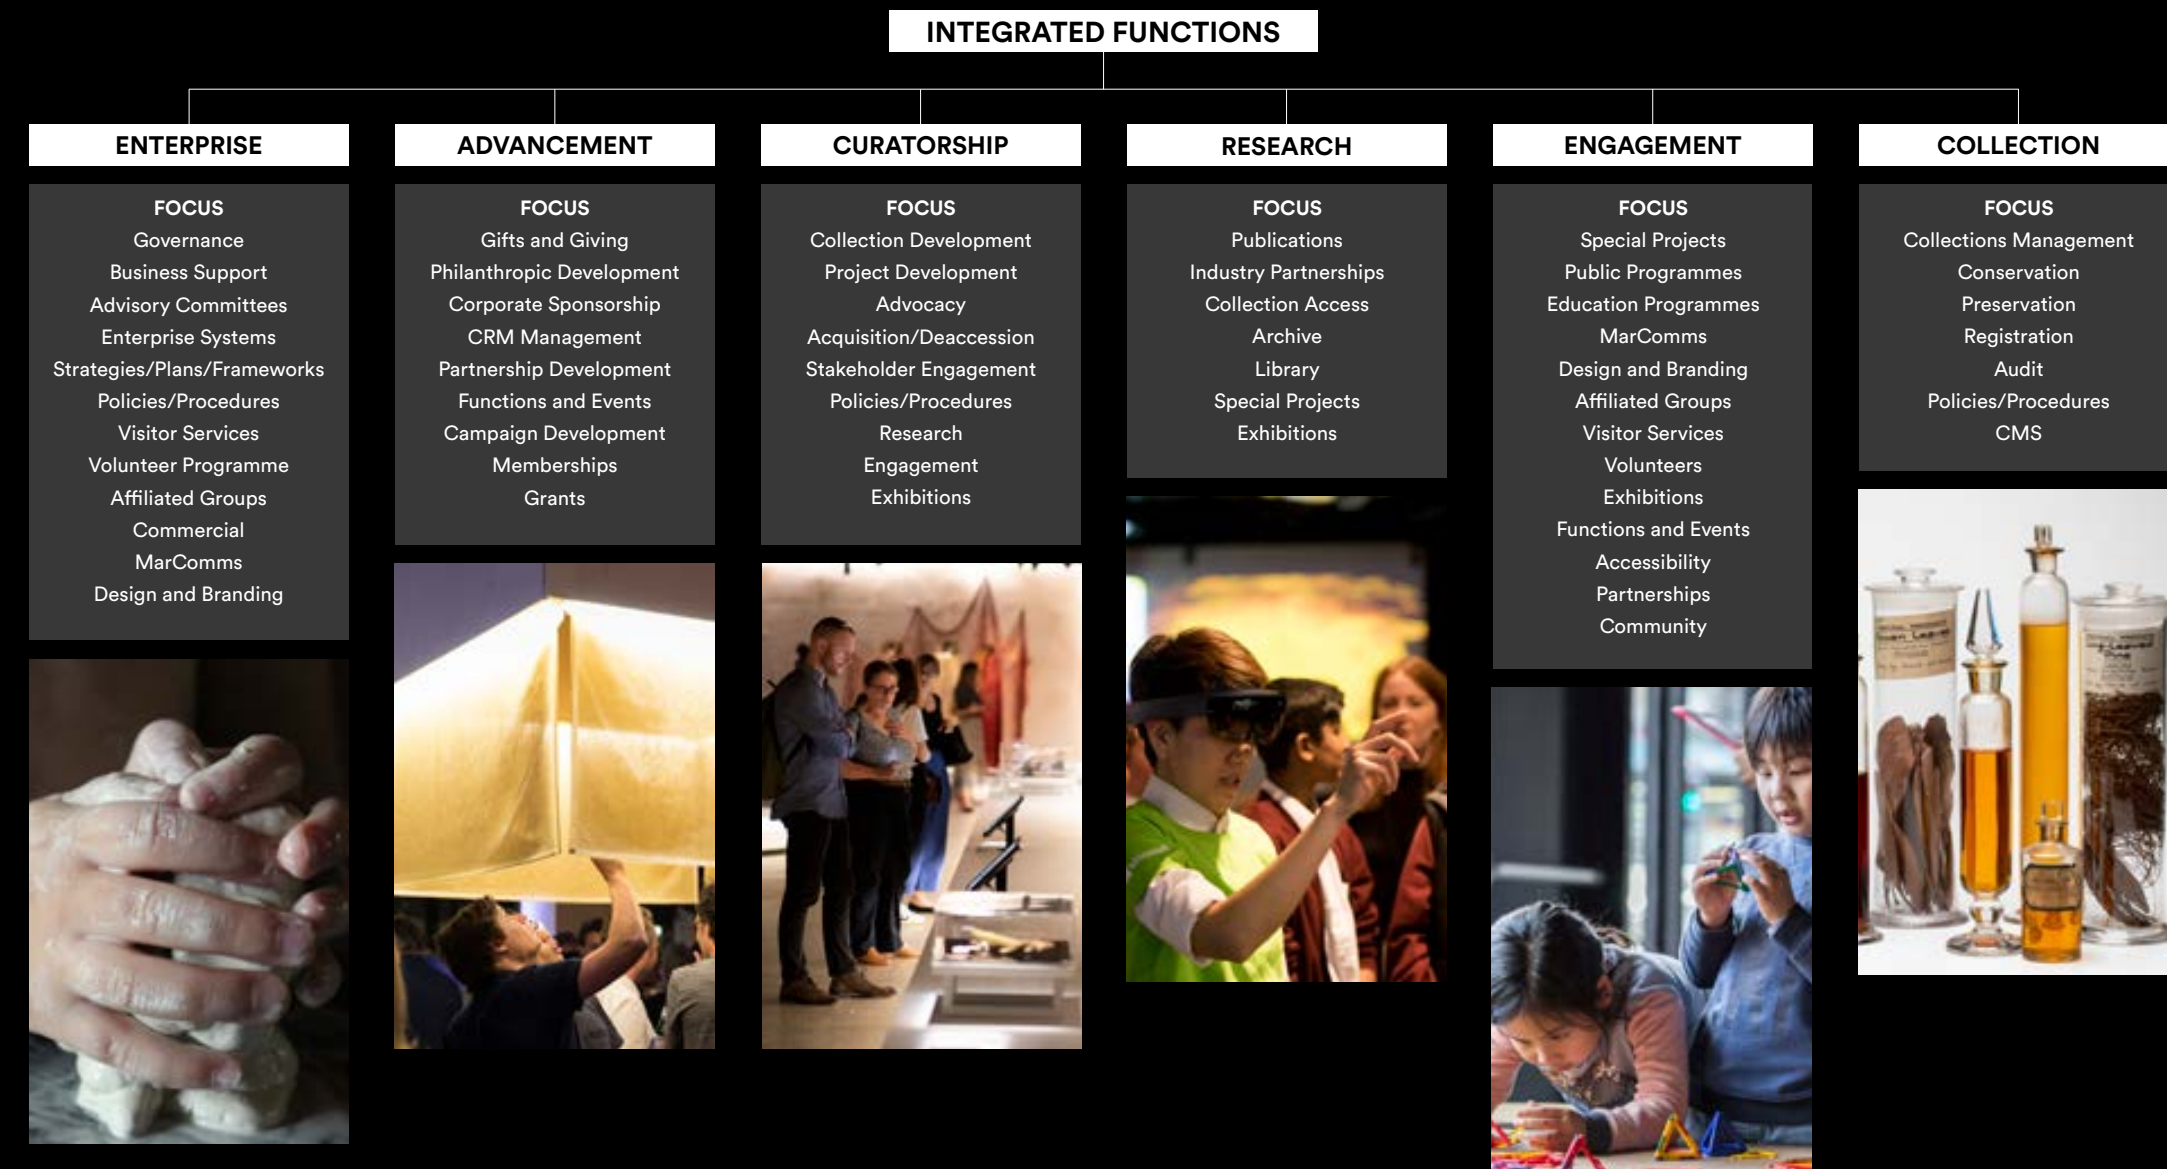 INTEGRATED FUNCTIONS
ENTERPRISE
FOCUS
Governance
Business Support
Advisory Committees
Enterprise Systems
Strategies/Plans/Frameworks
Policies/Procedures
Visitor Services
Volunteer Programme
Affiliated Groups
Commercial
MarComms
Design and Branding
ADVANCEMENT
FOCUS
Gifts and Giving
Philanthropic Development
Corporate Sponsorship
CRM Management
Partnership Development
Functions and Events
Campaign Development
Memberships
Grants
CURATORSHIP
FOCUS
Collection Development
Project Development
Advocacy
Acquisition/Deaccession
Stakeholder Engagement
Policies/Procedures
Research
Engagement
Exhibitions
RESEARCH
FOCUS
Publications
Industry Partnerships
Collection Access
Archive
Library
Special Projects
Exhibitions
ENGAGEMENT
FOCUS
Special Projects
Public Programmes
Education Programmes
MarComms
Design and Branding
Affiliated Groups
Visitor Services
Volunteers
Exhibitions
Functions and Events
Accessibility
Partnerships
Community
COLLECTION
FOCUS
Collections Management
Conservation
Preservation
Registration
Audit
Policies/Procedures
CMS